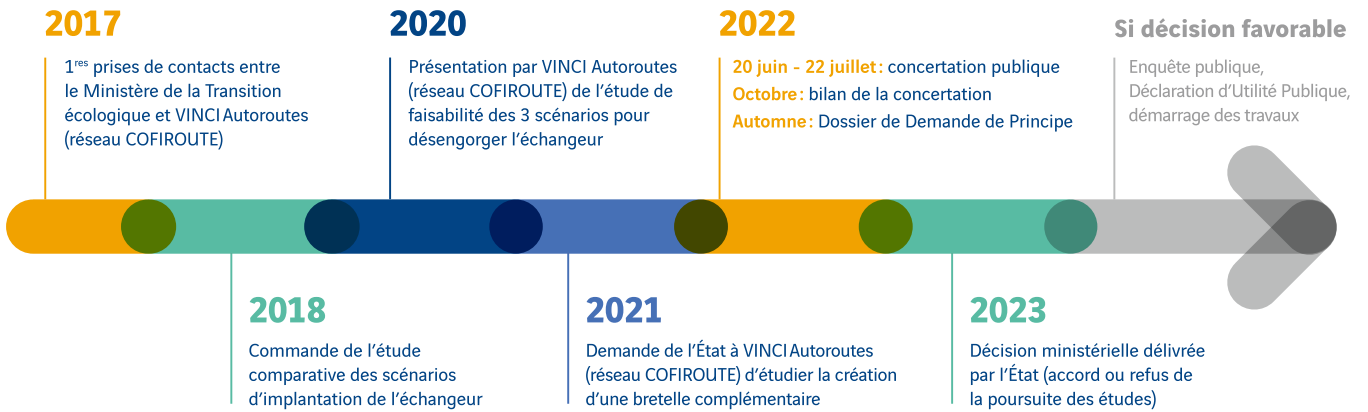 2017
1res prises de contacts entre
le Ministère de la Transition
écologique et VINCI Autoroutes
(réseau COFIROUTE)
2018
Commande de l'étude
comparative des scénarios
d'implantation de l'échangeur
2020
Présentation par VINCI Autoroutes
(réseau COFIROUTE) de l'étude de
faisabilité des 3 scénarios pour
désengorger l'échangeur
2021
Demande de l'État à VINCI Autoroutes
(réseau COFIROUTE) d'étudier la création
d'une bretelle complémentaire
2022
20 juin - 22 juillet : concertation publique
Octobre : bilan de la concertation
Automne : Dossier de Demande de Principe
2023
Décision ministérielle délivrée
par l'État (accord ou refus de
la poursuite des études)
Si décision favorable
Enquête publique,
Déclaration d'Utilité Publique,
démarrage des travaux